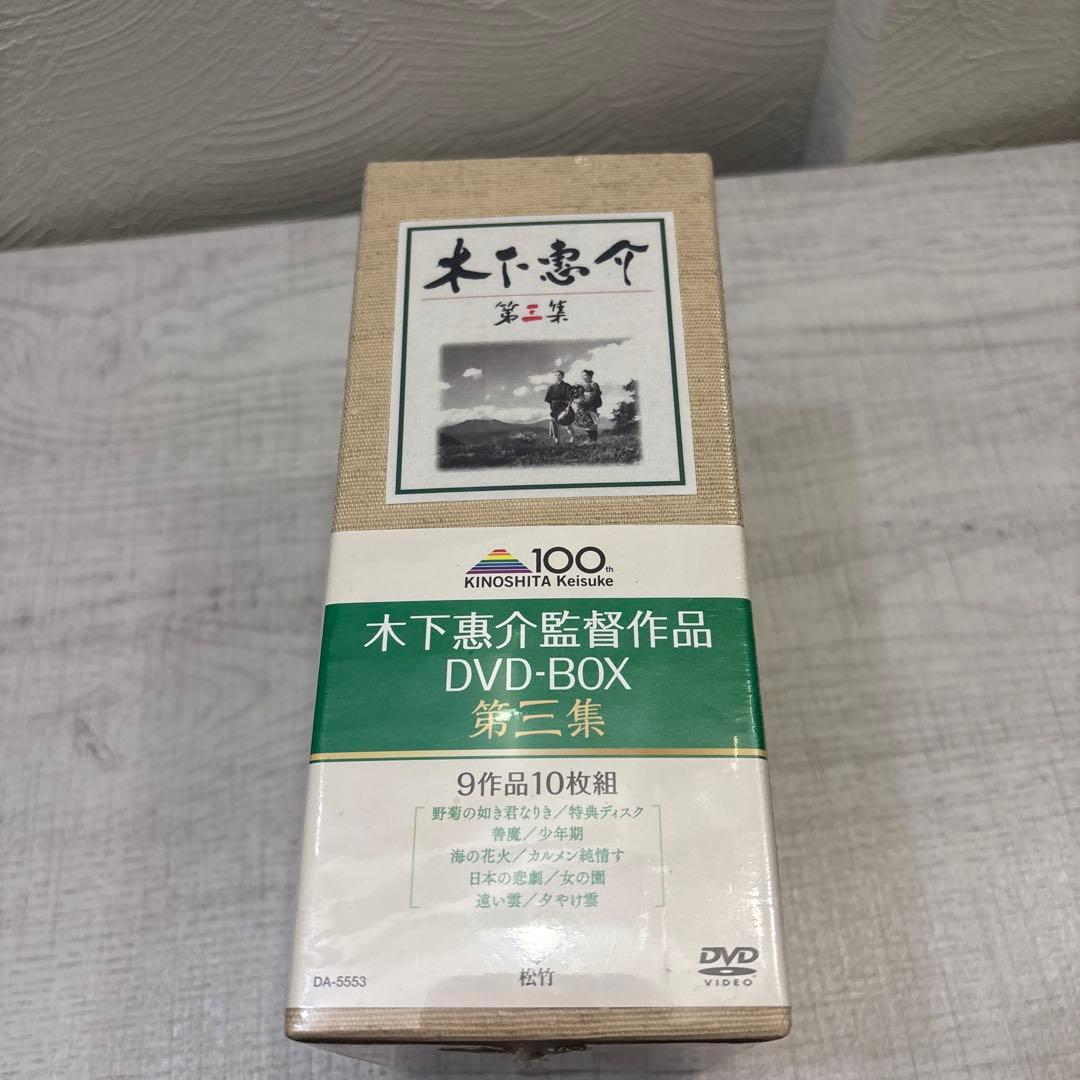 木下惠介
第三集
100th
KINOSHITA Keisuke
木下惠介監督作品
DVD-BOX
第三集
9作品10枚組
野菊の如き君なりき/特典ディスク
善魔/少年期
海の花火/カルメン純情す
日本の悲劇/女の園
遠い雲/夕やけ雲
DA-5553
松竹
DVD
VIDEO™